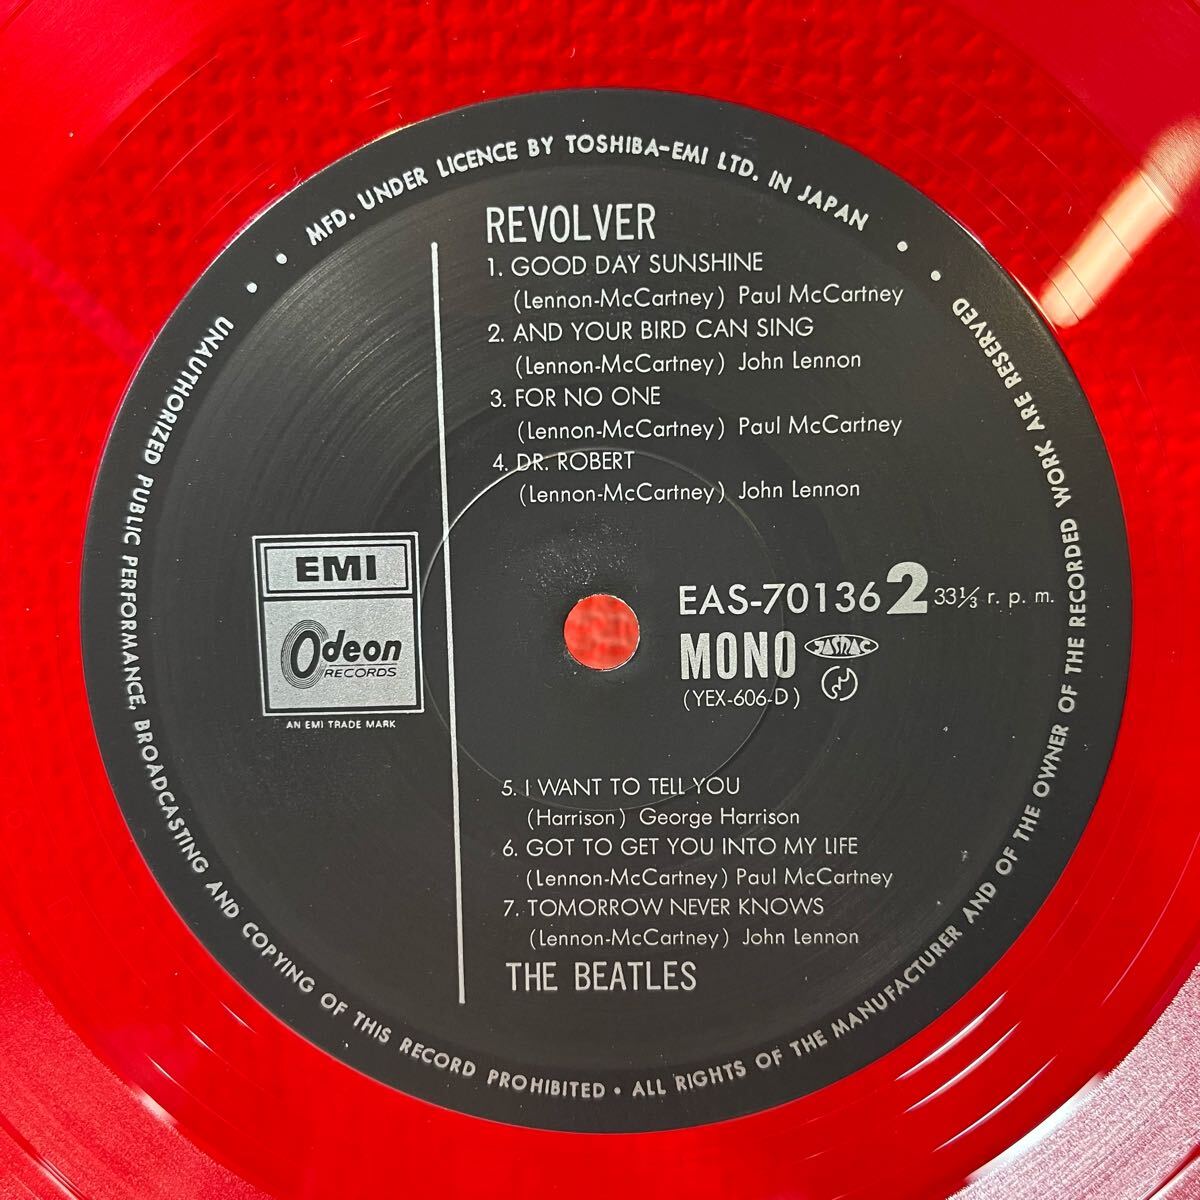 MFD. UNDER LICENCE BY TOSHIBA-EMI LTD. IN JAPAN
REVOLVER
1. GOOD DAY SUNSHINE
(Lennon-McCartney) Paul McCartney
2. AND YOUR BIRD CAN SING
(Lennon-McCartney) John Lennon
3. FOR NO ONE
(Lennon-McCartney) Paul McCartney
4. DR. ROBERT
(Lennon-McCartney) John Lennon
EMI
Odeon
RECORDS
AN EMI TRADE MARK
EAS-70136 2 33⅓ r. p. m.
MONO JASRAC
(YEX-606-D)
5. I WANT TO TELL YOU
(Harrison) George Harrison
6. GOT TO GET YOU INTO MY LIFE
(Lennon-McCartney) Paul McCartney
7. TOMORROW NEVER KNOWS
(Lennon-McCartney) John Lennon
THE BEATLES
UNAUTHORIZED PUBLIC PERFORMANCE, BROADCASTING AND COPYING OF THIS RECORD PROHIBITED • ALL RIGHTS OF THE MANUFACTURER AND OF THE OWNER OF THE RECORDED WORK ARE RESERVED